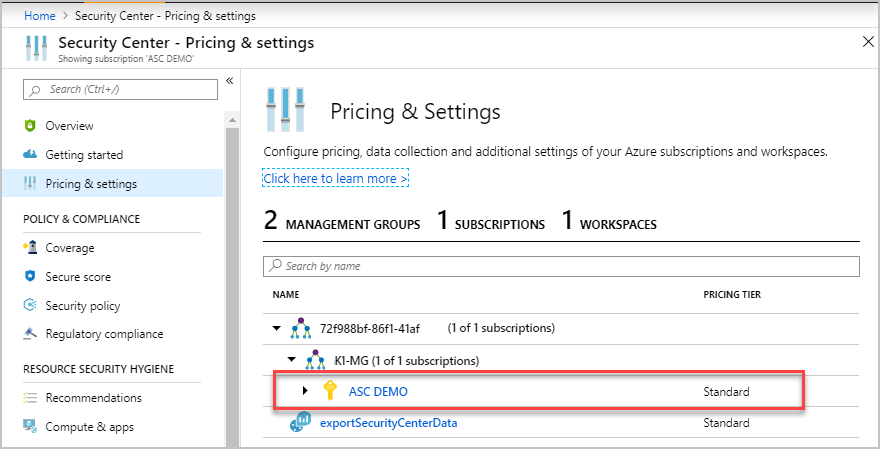 Home > Security Center - Pricing & settings
Security Center - Pricing & settings
Showing subscription 'ASC DEMO'
Search (Ctrl+/)
«
Overview
Getting started
Pricing & settings
POLICY & COMPLIANCE
Coverage
Secure score
Security policy
Regulatory compliance
RESOURCE SECURITY HYGIENE
Recommendations
Compute & apps
Pricing & Settings
Configure pricing, data collection and additional settings of your Azure subscriptions and workspaces.
Click here to learn more >
2 MANAGEMENT GROUPS 1 SUBSCRIPTIONS 1 WORKSPACES
Search by name
NAME PRICING TIER
72f988bf-86f1-41af (1 of 1 subscriptions)
K1-MG (1 of 1 subscriptions)
ASC DEMO Standard
exportSecurityCenterData Standard